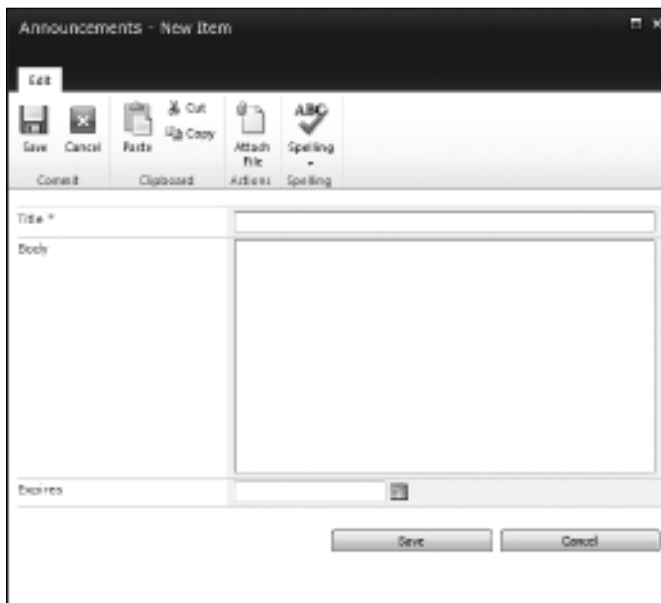 Announcements - New Item
Edit
Save
Cancel
Paste
Cut
Copy
Attach File
ABC
Spelling
Commit
Clipboard
Actions
Spelling
Title *
Body
Expires
Save
Cancel